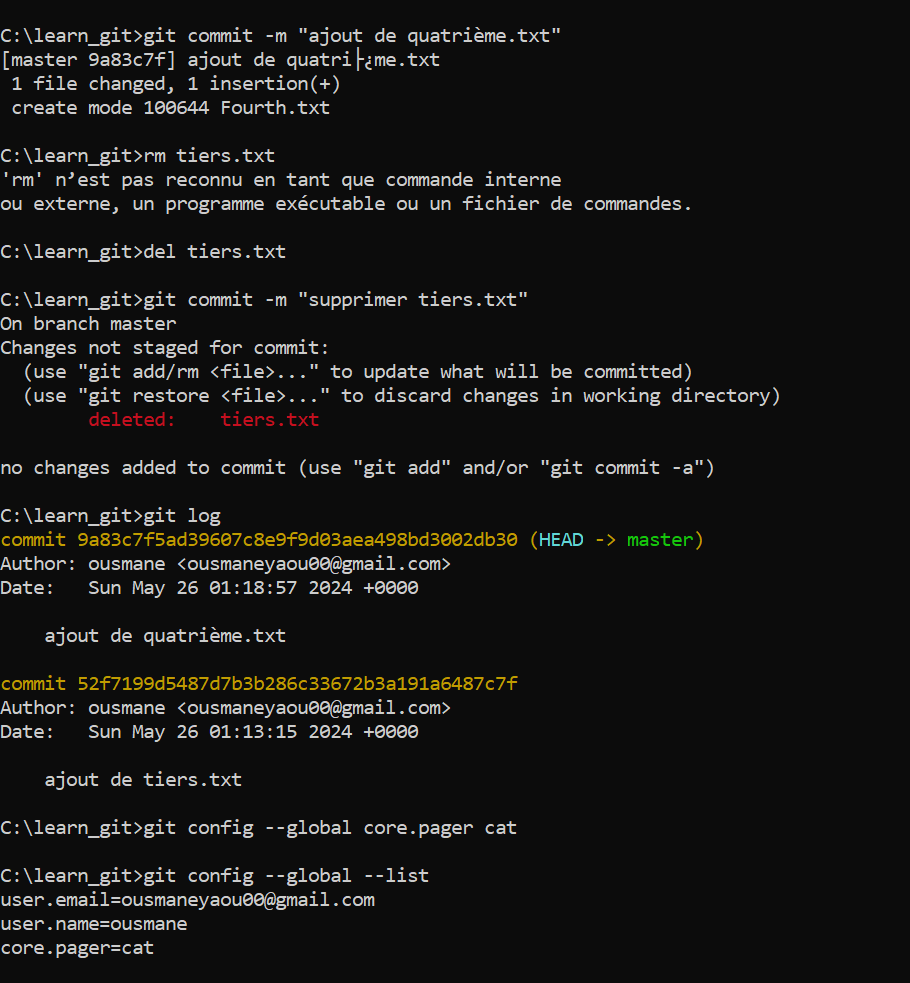 C:\learn_git>git commit -m "ajout de quatrième.txt"
[master 9a83c7f] ajout de quatri├¿me.txt
 1 file changed, 1 insertion(+)
 create mode 100644 Fourth.txt

C:\learn_git>rm tiers.txt
'rm' n’est pas reconnu en tant que commande interne
ou externe, un programme exécutable ou un fichier de commandes.

C:\learn_git>del tiers.txt

C:\learn_git>git commit -m "supprimer tiers.txt"
On branch master
Changes not staged for commit:
  (use "git add/rm <file>..." to update what will be committed)
  (use "git restore <file>..." to discard changes in working directory)
        deleted:    tiers.txt

no changes added to commit (use "git add" and/or "git commit -a")

C:\learn_git>git log
commit 9a83c7f5ad39607c8e9f9d03aea498bd3002db30 (HEAD -> master)
Author: ousmane <ousmaneyaou00@gmail.com>
Date:   Sun May 26 01:18:57 2024 +0000

    ajout de quatrième.txt

commit 52f7199d5487d7b3b286c33672b3a191a6487c7f
Author: ousmane <ousmaneyaou00@gmail.com>
Date:   Sun May 26 01:13:15 2024 +0000

    ajout de tiers.txt

C:\learn_git>git config --global core.pager cat

C:\learn_git>git config --global --list
user.email=ousmaneyaou00@gmail.com
user.name=ousmane
core.pager=cat